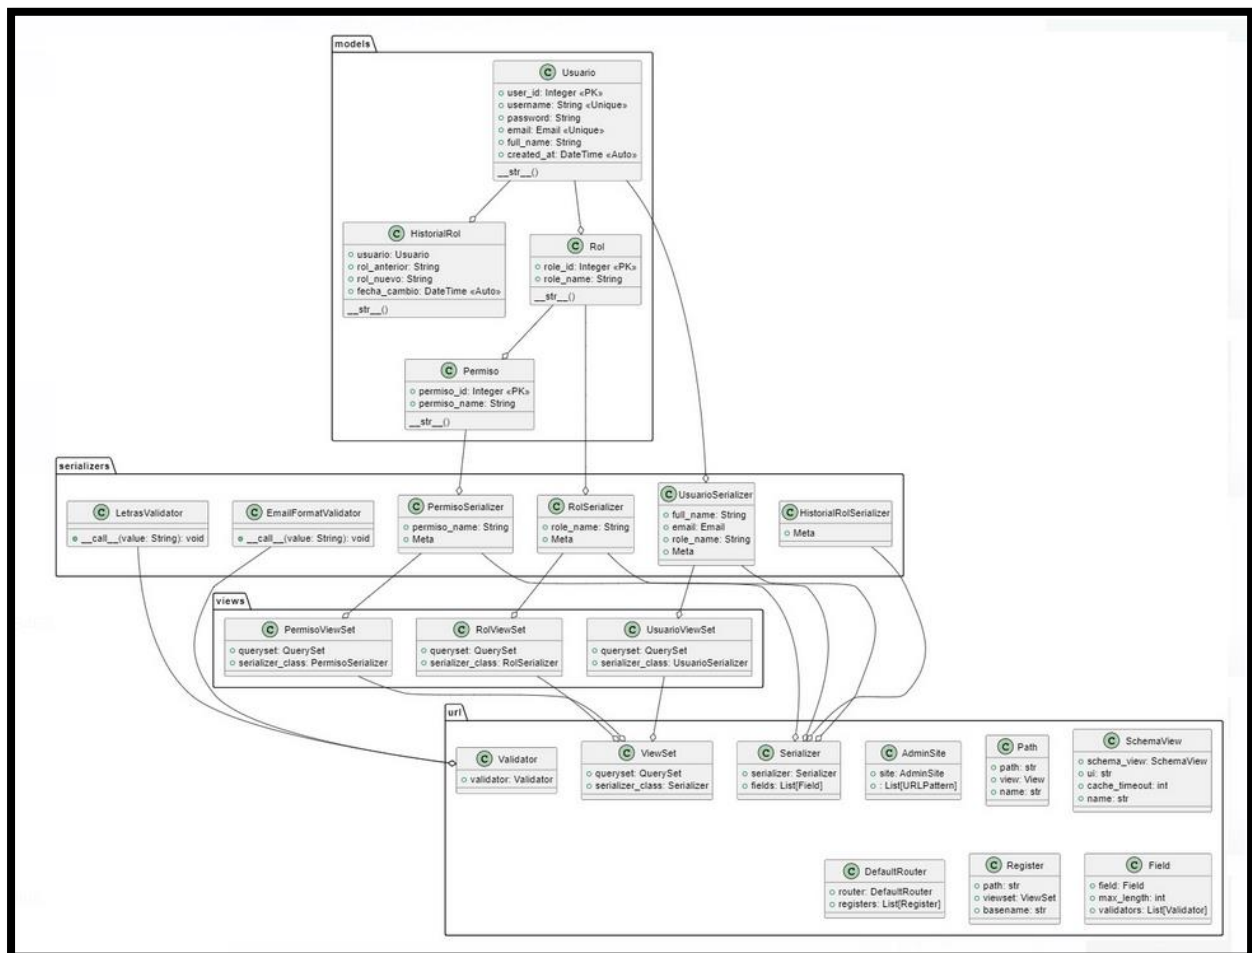 models
C Usuario
user_id: Integer «PK»
username: String «Unique»
password: String
email: Email «Unique»
full_name: String
created_at: DateTime «Auto»
__str__()
C HistorialRol
usuario: Usuario
rol_anterior: String
rol_nuevo: String
fecha_cambio: DateTime «Auto»
__str__()
C Rol
role_id: Integer «PK»
role_name: String
__str__()
C Permiso
permiso_id: Integer «PK»
permiso_name: String
__str__()
serializers
C LetrasValidator
__call__(value: String): void
C EmailFormatValidator
__call__(value: String): void
C PermisoSerializer
permiso_name: String
Meta
C RolSerializer
role_name: String
Meta
C UsuarioSerializer
full_name: String
email: Email
role_name: String
Meta
C HistorialRolSerializer
Meta
views
C PermisoViewSet
queryset: QuerySet
serializer_class: PermisoSerializer
C RolViewSet
queryset: QuerySet
serializer_class: RolSerializer
C UsuarioViewSet
queryset: QuerySet
serializer_class: UsuarioSerializer
url
C Validator
validator: Validator
C ViewSet
queryset: QuerySet
serializer_class: Serializer
C Serializer
serializer: Serializer
fields: List[Field]
C AdminSite
site: AdminSite
: List[URLPattern]
C Path
path: str
view: View
name: str
C SchemaView
schema_view: SchemaView
ui: str
cache_timeout: int
name: str
C DefaultRouter
router: DefaultRouter
registers: List[Register]
C Register
path: str
viewset: ViewSet
basename: str
C Field
field: Field
max_length: int
validators: List[Validator]